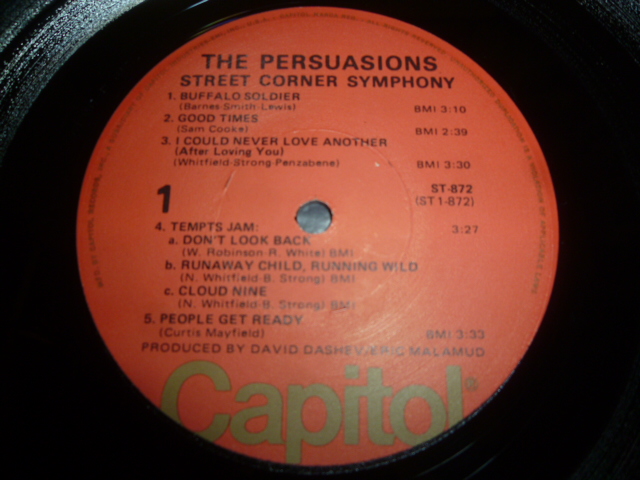 THE PERSUASIONS
STREET CORNER SYMPHONY
1. BUFFALO SOLDIER
(Barnes-Smith-Lewis) BMI 3:10
2. GOOD TIMES
(Sam Cooke) BMI 2:39
3. I COULD NEVER LOVE ANOTHER
(After Loving You)
(Whitfield-Strong-Penzabene) BMI 3:30
1
ST-872
(ST1-872)
4. TEMPTS JAM: 3:27
a. DON'T LOOK BACK
(W. Robinson-R. White) BMI
b. RUNAWAY CHILD, RUNNING WILD
(N. Whitfield-B. Strong) BMI
c. CLOUD NINE
(N. Whitfield-B. Strong) BMI
5. PEOPLE GET READY
(Curtis Mayfield) BMI 3:33
PRODUCED BY DAVID DASHEV, ERIC MALAMUD
Capitol®